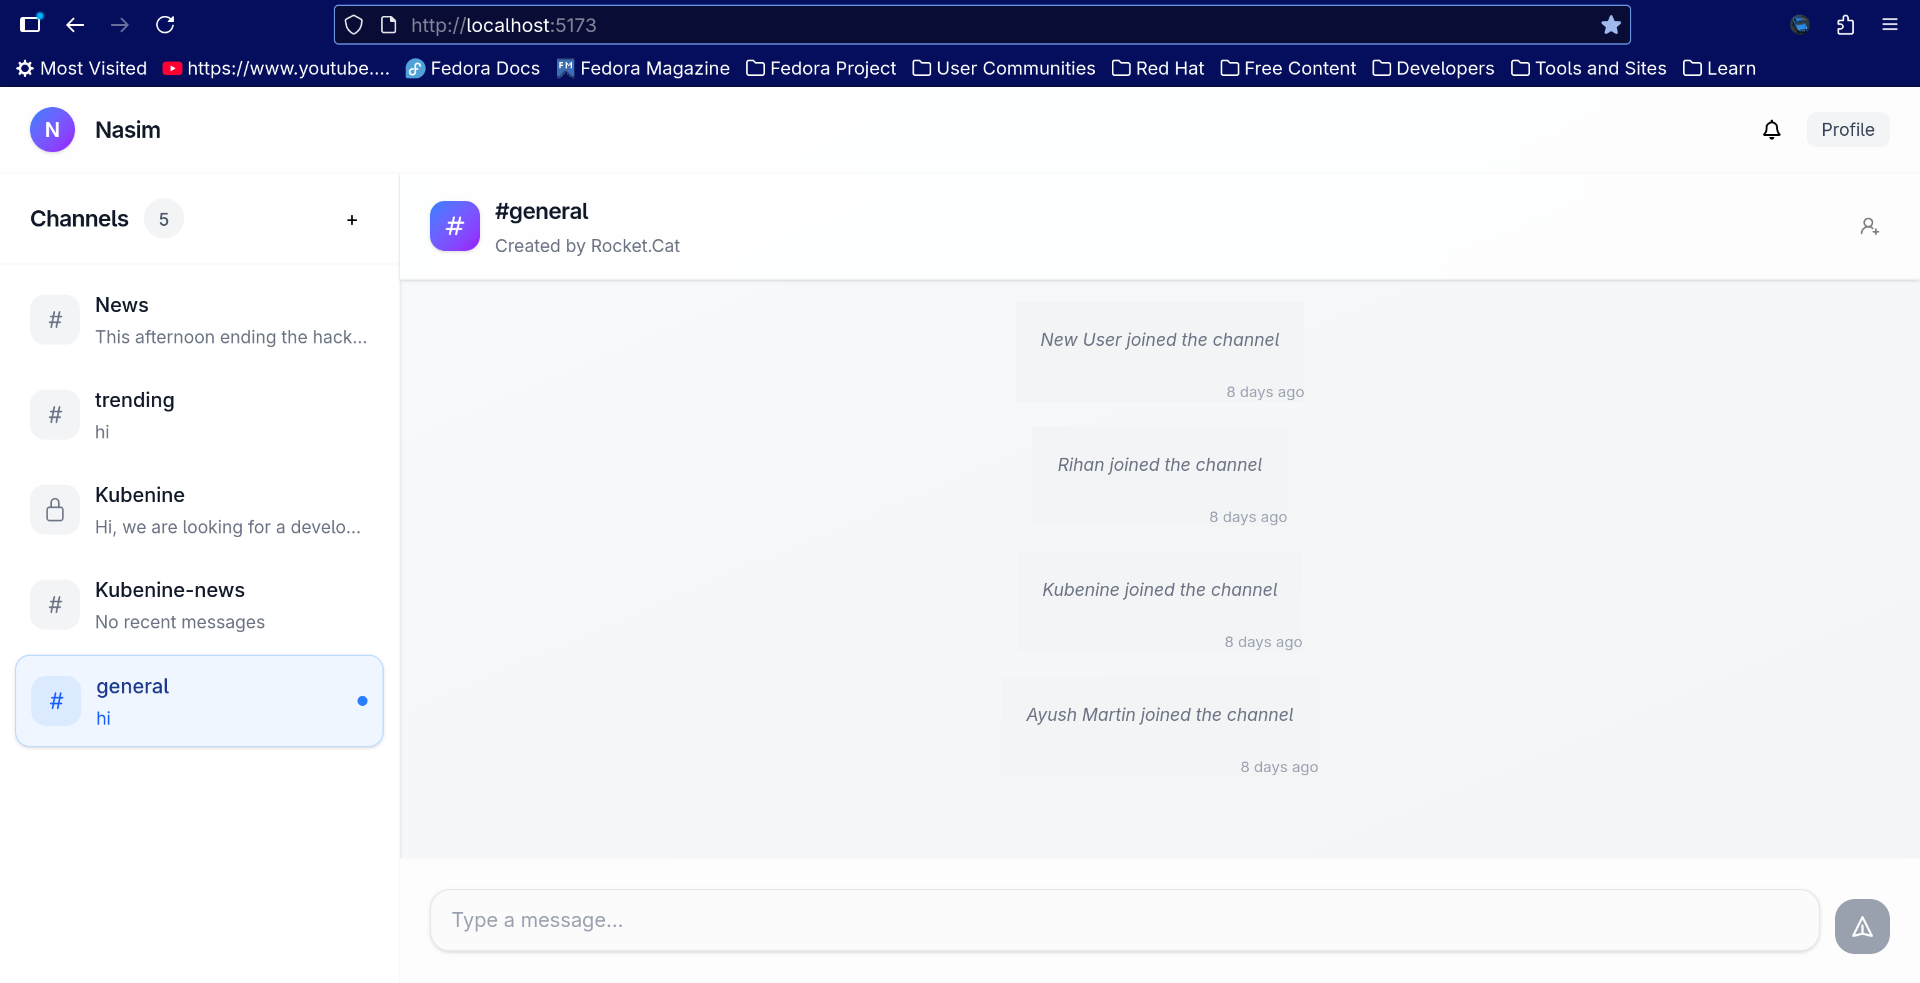 http://localhost:5173
Most Visited https://www.youtube.... Fedora Docs FM Fedora Magazine Fedora Project User Communities Red Hat Free Content Developers Tools and Sites Learn
N Nasim Profile
Channels 5 +
# #general
Created by Rocket.Cat
# News
This afternoon ending the hack...
# trending
hi
Kubenine
Hi, we are looking for a develo...
# Kubenine-news
No recent messages
# general
hi
New User joined the channel
8 days ago
Rihan joined the channel
8 days ago
Kubenine joined the channel
8 days ago
Ayush Martin joined the channel
8 days ago
Type a message...